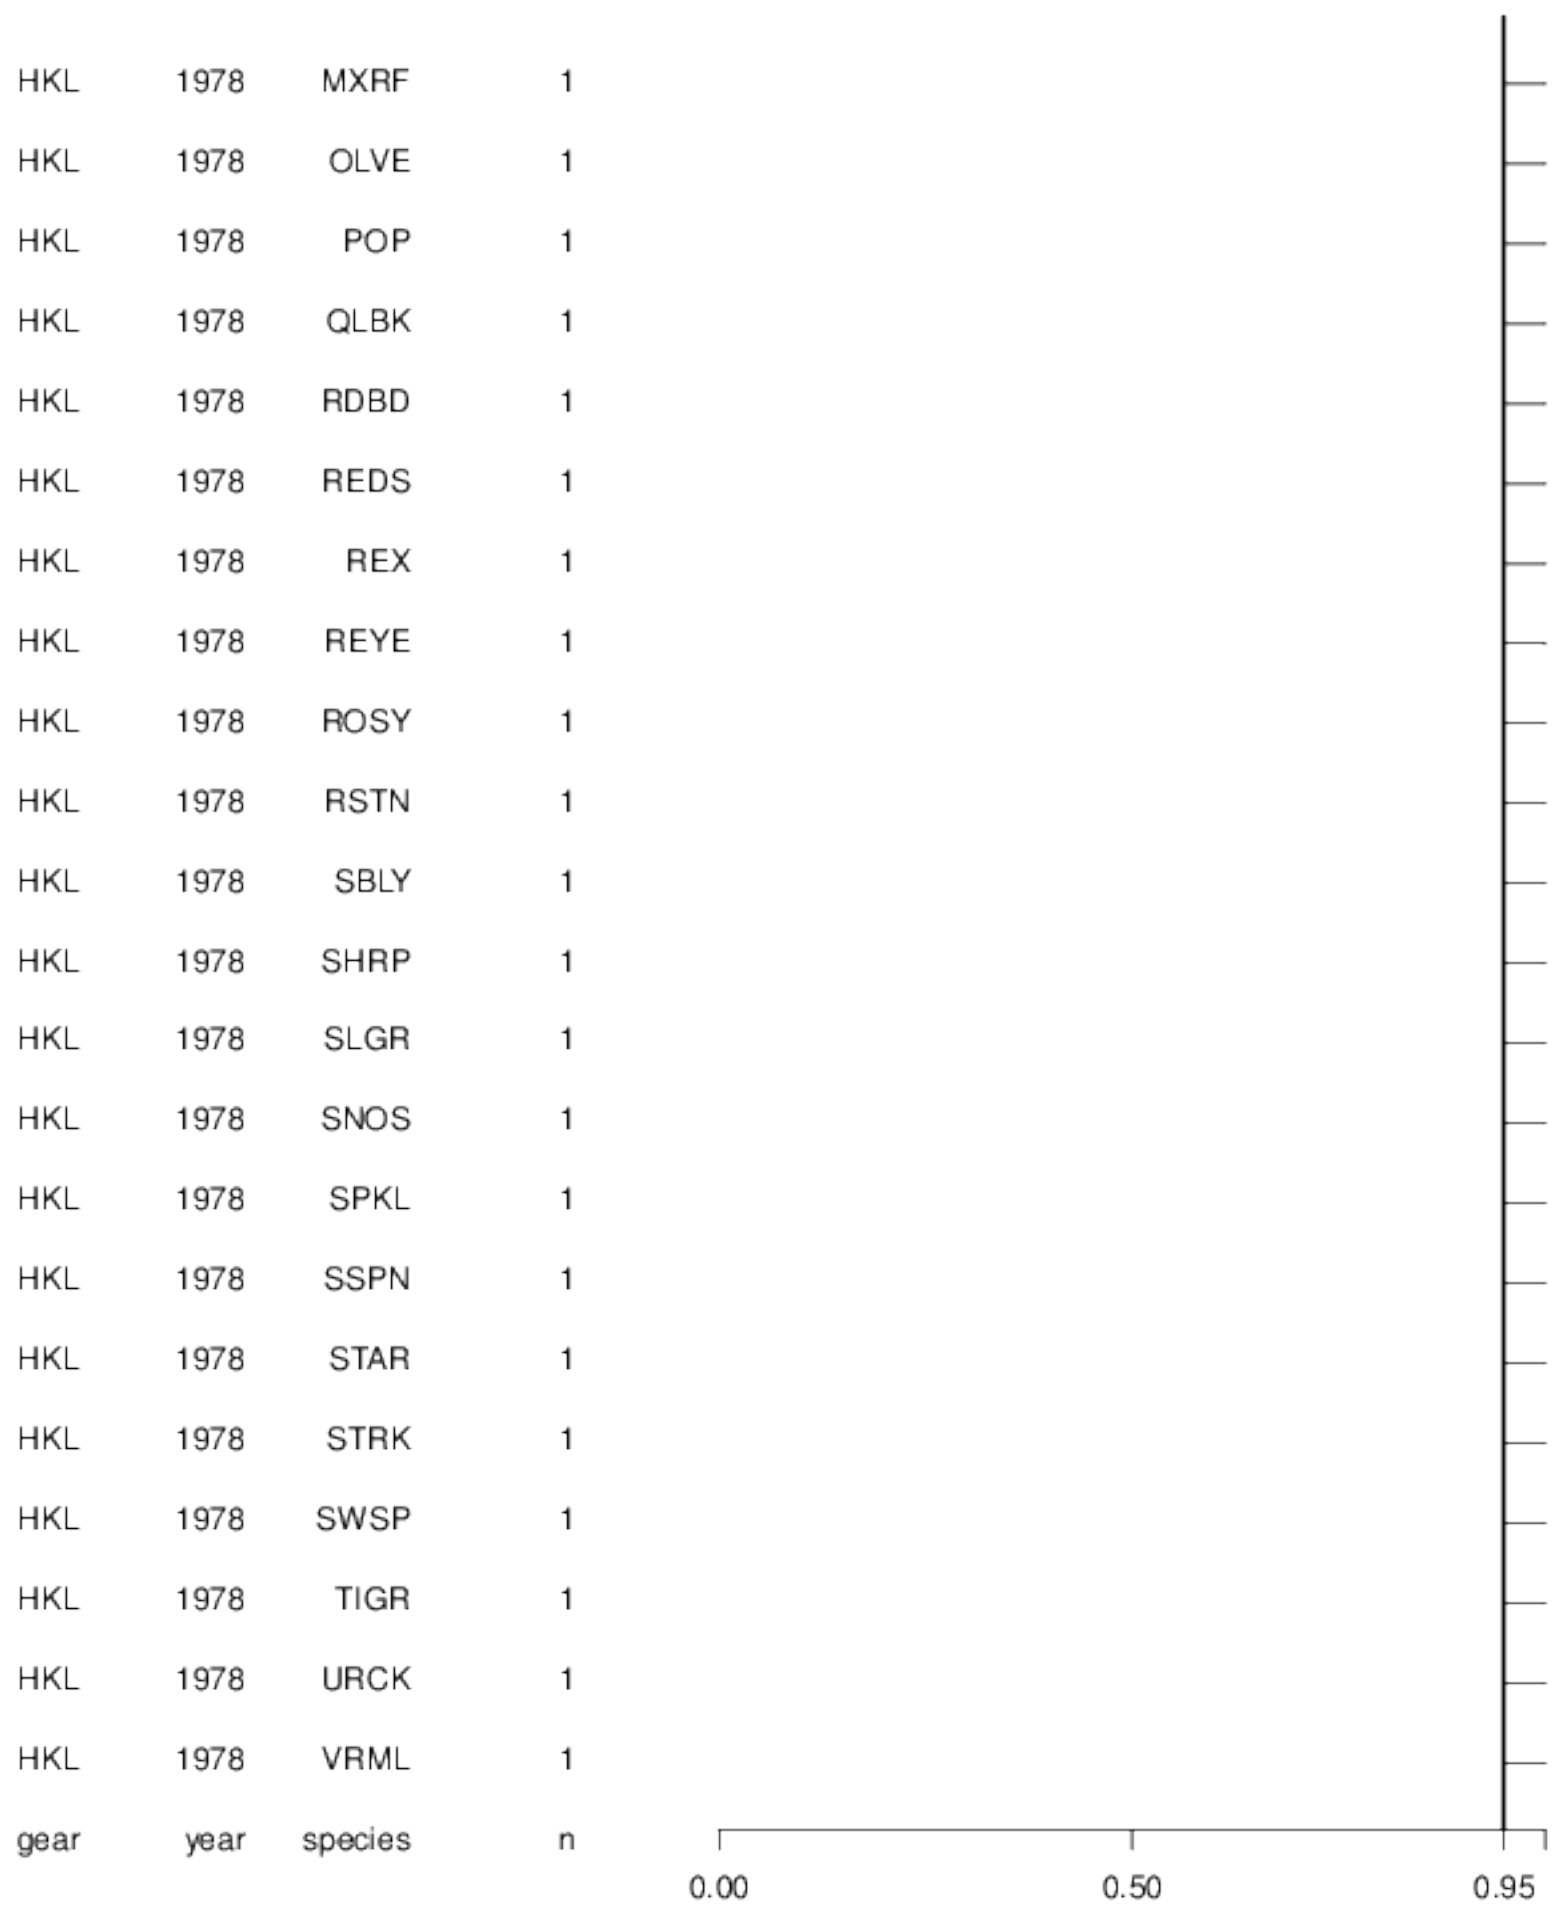 HKL 1978 MXRF 1
HKL 1978 OLVE 1
HKL 1978 POP 1
HKL 1978 QLBK 1
HKL 1978 RDBD 1
HKL 1978 REDS 1
HKL 1978 REX 1
HKL 1978 REYE 1
HKL 1978 ROSY 1
HKL 1978 RSTN 1
HKL 1978 SBLY 1
HKL 1978 SHRP 1
HKL 1978 SLGR 1
HKL 1978 SNOS 1
HKL 1978 SPKL 1
HKL 1978 SSPN 1
HKL 1978 STAR 1
HKL 1978 STRK 1
HKL 1978 SWSP 1
HKL 1978 TIGR 1
HKL 1978 URCK 1
HKL 1978 VRML 1
gear year species n
0.00 0.50 0.95